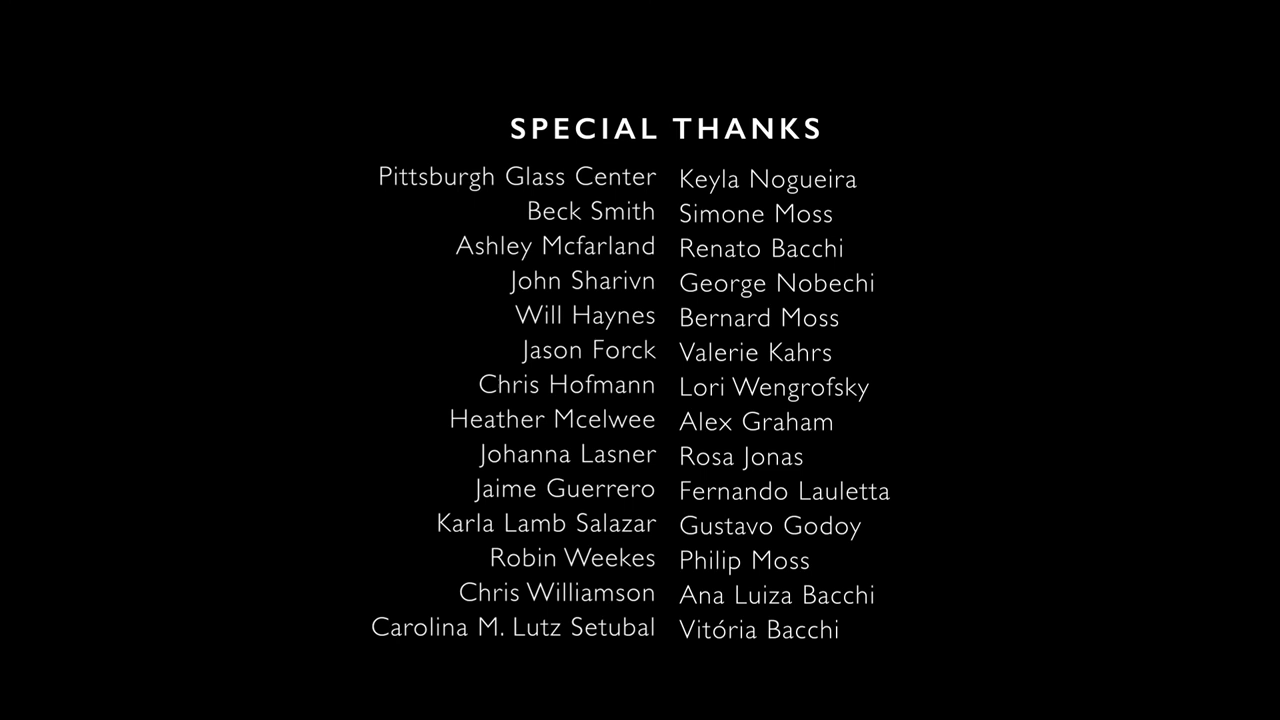 SPECIAL THANKS
Pittsburgh Glass Center
Beck Smith
Ashley Mcfarland
John Sharivn
Will Haynes
Jason Forck
Chris Hofmann
Heather Mcelwee
Johanna Lasner
Jaime Guerrero
Karla Lamb Salazar
Robin Weekes
Chris Williamson
Carolina M. Lutz Setubal
Keyla Nogueira
Simone Moss
Renato Bacchi
George Nobechi
Bernard Moss
Valerie Kahrs
Lori Wengrofsky
Alex Graham
Rosa Jonas
Fernando Lauletta
Gustavo Godoy
Philip Moss
Ana Luiza Bacchi
Vitória Bacchi